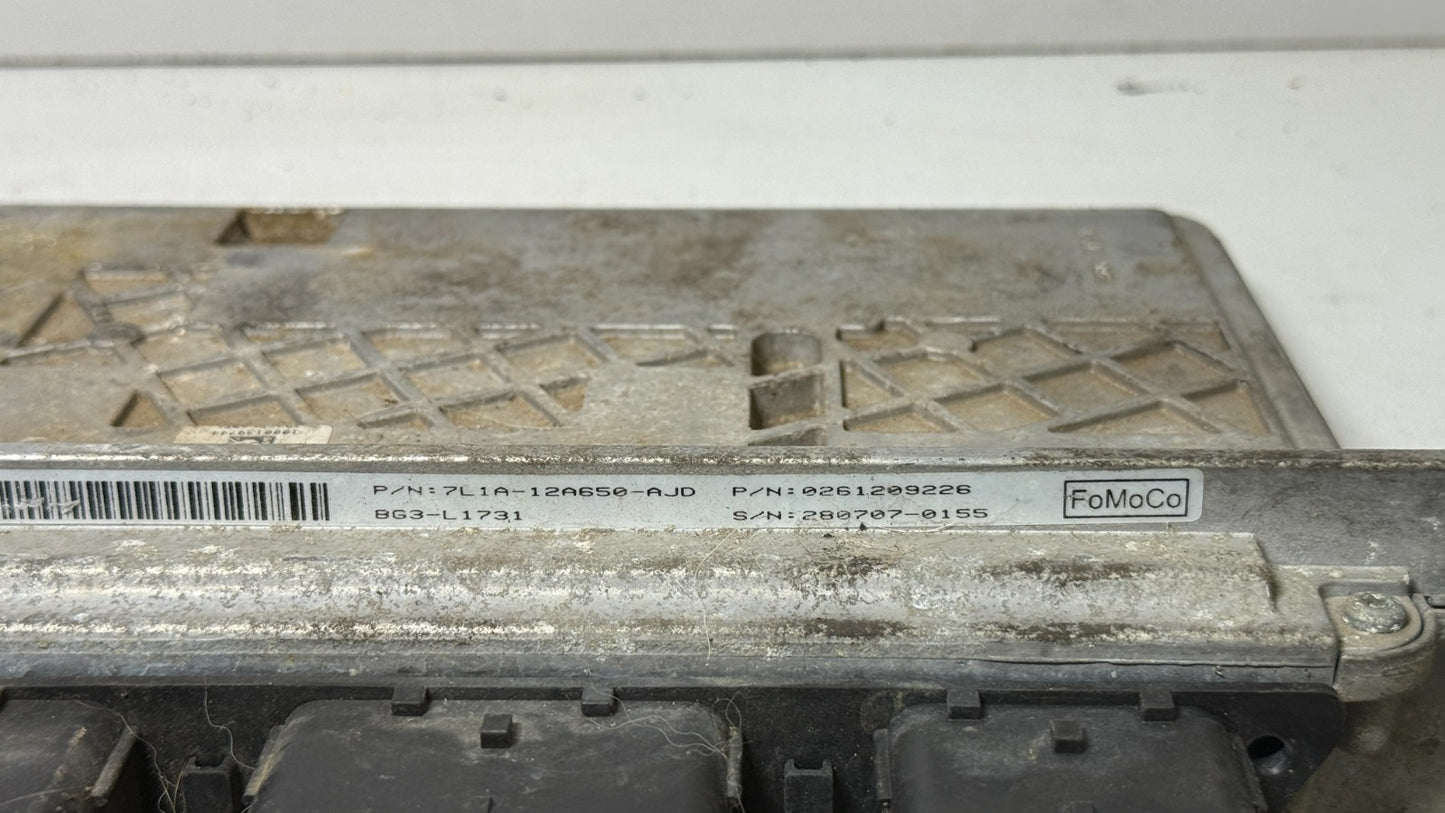 P/N:7L1A-12A650-AJD P/N:0261209226
BG3-L1731 S/N:280707-0155
FoMoCo